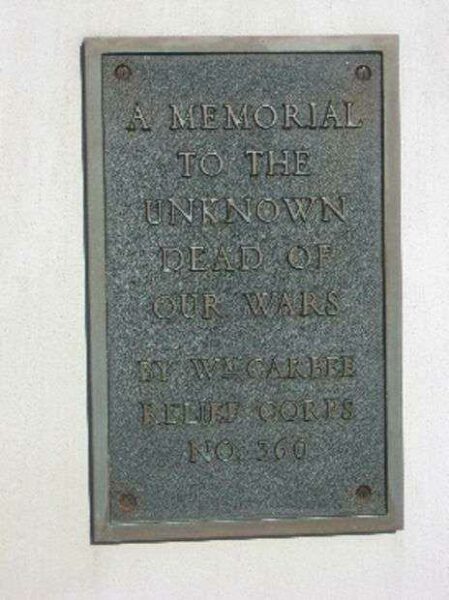 A MEMORIAL
TO THE
UNKNOWN
DEAD OF
OUR WARS
BY WM CARBEE
RELIEF CORPS
NO. 360